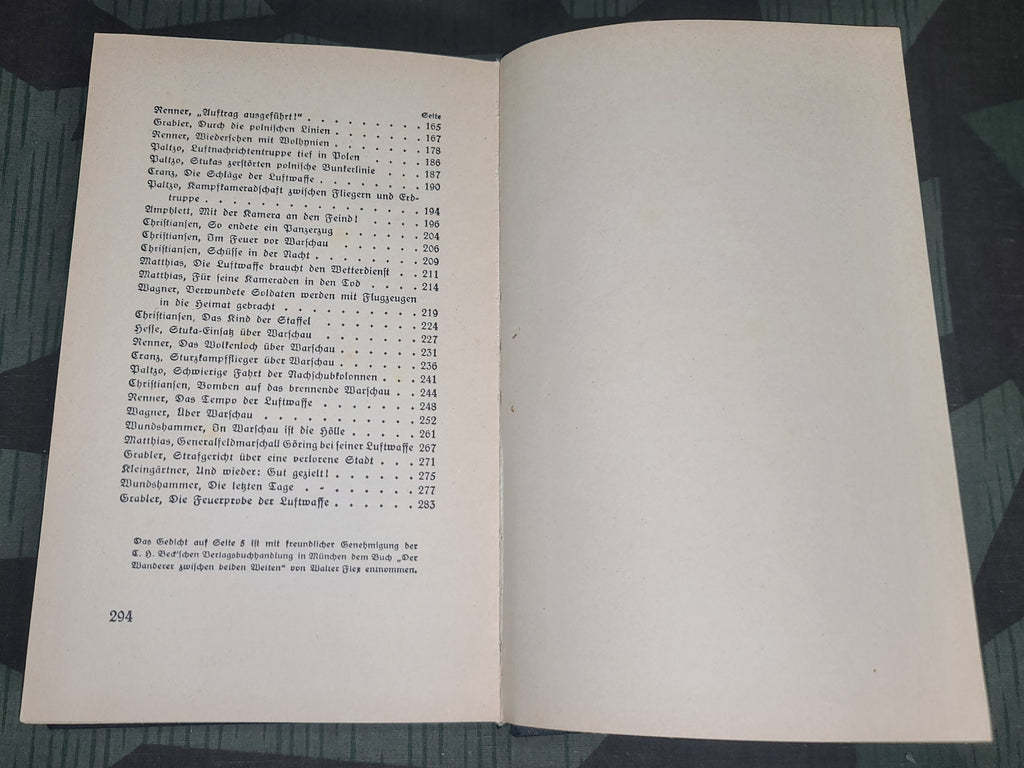 Seite
Renner, „Auftrag ausgeführt!“ . . . . . . . . 165
Grabler, Durch die polnischen Linien . . . . . . . 167
Renner, Wiedersehen mit Wolhynien . . . . . . . 178
Paltzo, Luftnachrichtentruppe tief in Polen . . . . . 186
Paltzo, Stukas zerstörten polnische Bunkerlinie . . . 187
Cranz, Die Schläge der Luftwaffe . . . . . . . . 190
Paltzo, Kampfkameradschaft zwischen Fliegern und Erd-
truppe . . . . . . . . . . . . . . . . 194
Amphlett, Mit der Kamera an den Feind! . . . . . 196
Christiansen, So endete ein Panzerzug . . . . . . 204
Christiansen, Im Feuer vor Warschau . . . . . . 206
Christiansen, Schüsse in der Nacht . . . . . . . . 209
Matthias, Die Luftwaffe braucht den Wetterdienst . . 211
Matthias, Für seine Kameraden in den Tod . . . . 214
Wagner, Verwundete Soldaten werden mit Flugzeugen
in die Heimat gebracht . . . . . . . . . . 219
Christiansen, Das Kind der Staffel . . . . . . . 224
Hesse, Stuka-Einsatz über Warschau . . . . . . . 227
Renner, Das Wolkenloch über Warschau . . . . . . 231
Cranz, Sturzkampfflieger über Warschau . . . . . . 236
Paltzo, Schwierige Fahrt der Nachschubkolonnen . . . 241
Christiansen, Bomben auf das brennende Warschau . . 244
Renner, Das Tempo der Luftwaffe . . . . . . . . 248
Wagner, Über Warschau . . . . . . . . . . . 252
Wundshammer, In Warschau ist die Hölle . . . . . 261
Matthias, Generalfeldmarschall Göring bei seiner Luftwaffe 267
Grabler, Strafgericht über eine verlorene Stadt . . . 271
Kleingärtner, Und wieder: Gut gezielt! . . . . . . 275
Wundshammer, Die letzten Tage . . . . . . . . 277
Grabler, Die Feuerprobe der Luftwaffe . . . . . . 283
Das Gedicht auf Seite 5 ist mit freundlicher Genehmigung der
C. H. Beck'schen Verlagsbuchhandlung in München dem Buch „Der
Wanderer zwischen beiden Welten“ von Walter Flex entnommen.
294